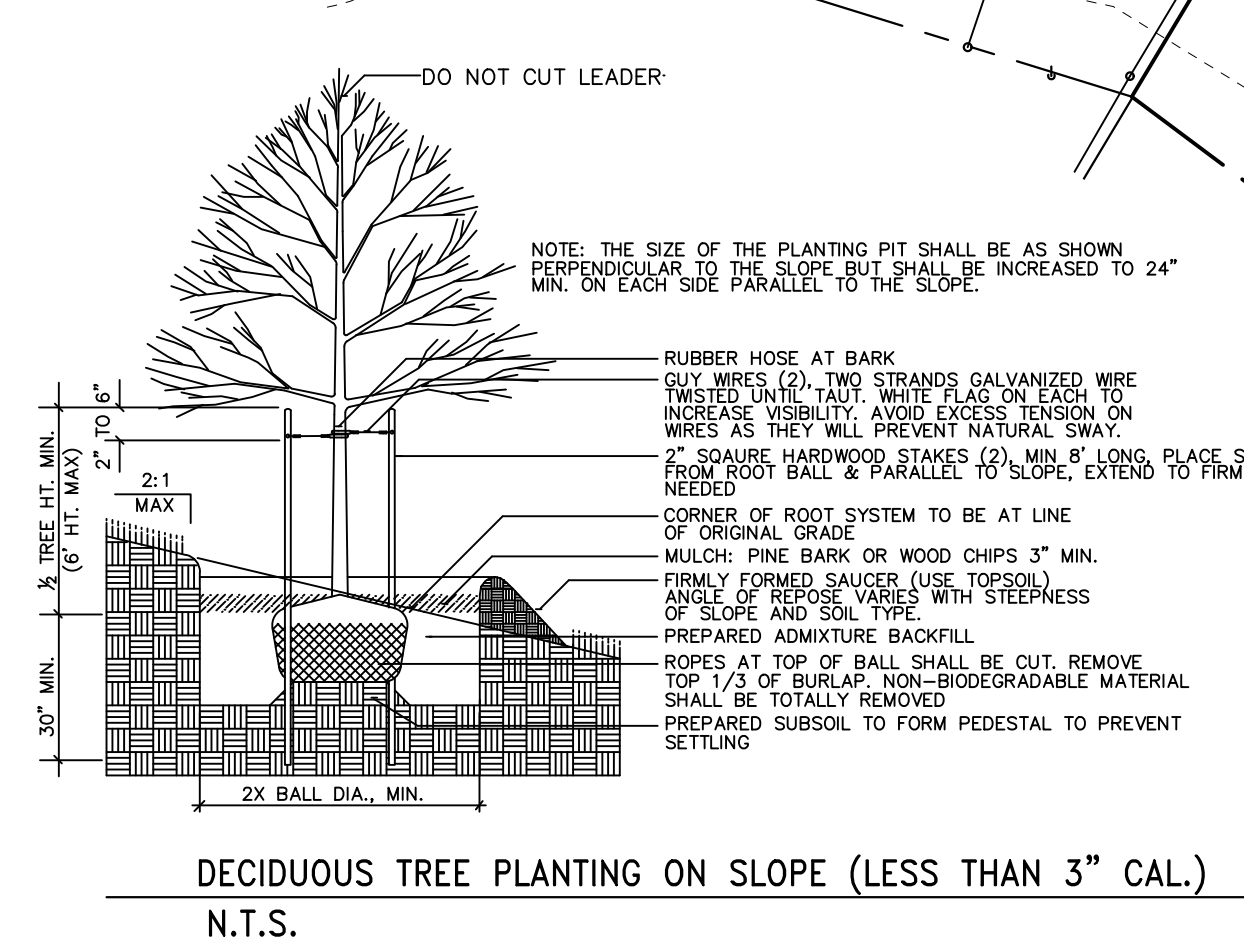 DO NOT CUT LEADER
NOTE: THE SIZE OF THE PLANTING PIT SHALL BE AS SHOWN
PERPENDICULAR TO THE SLOPE BUT SHALL BE INCREASED TO 24"
MIN. ON EACH SIDE PARALLEL TO THE SLOPE.
RUBBER HOSE AT BARK
GUY WIRES (2), TWO STRANDS GALVANIZED WIRE
TWISTED UNTIL TAUT. WHITE FLAG ON EACH TO
INCREASE VISIBILITY. AVOID EXCESS TENSION ON
WIRES AS THEY WILL PREVENT NATURAL SWAY.
2" SQAURE HARDWOOD STAKES (2), MIN 8' LONG, PLACE S
FROM ROOT BALL & PARALLEL TO SLOPE, EXTEND TO FIRM
NEEDED
CORNER OF ROOT SYSTEM TO BE AT LINE
OF ORIGINAL GRADE
MULCH: PINE BARK OR WOOD CHIPS 3" MIN.
FIRMLY FORMED SAUCER (USE TOPSOIL)
ANGLE OF REPOSE VARIES WITH STEEPNESS
OF SLOPE AND SOIL TYPE.
PREPARED ADMIXTURE BACKFILL
ROPES AT TOP OF BALL SHALL BE CUT. REMOVE
TOP 1/3 OF BURLAP. NON-BIODEGRADABLE MATERIAL
SHALL BE TOTALLY REMOVED
PREPARED SUBSOIL TO FORM PEDESTAL TO PREVENT
SETTLING
½ TREE HT. MIN.
(6' HT. MAX)
2" TO 6"
2:1
MAX
30" MIN.
2X BALL DIA., MIN.
DECIDUOUS TREE PLANTING ON SLOPE (LESS THAN 3" CAL.)
N.T.S.